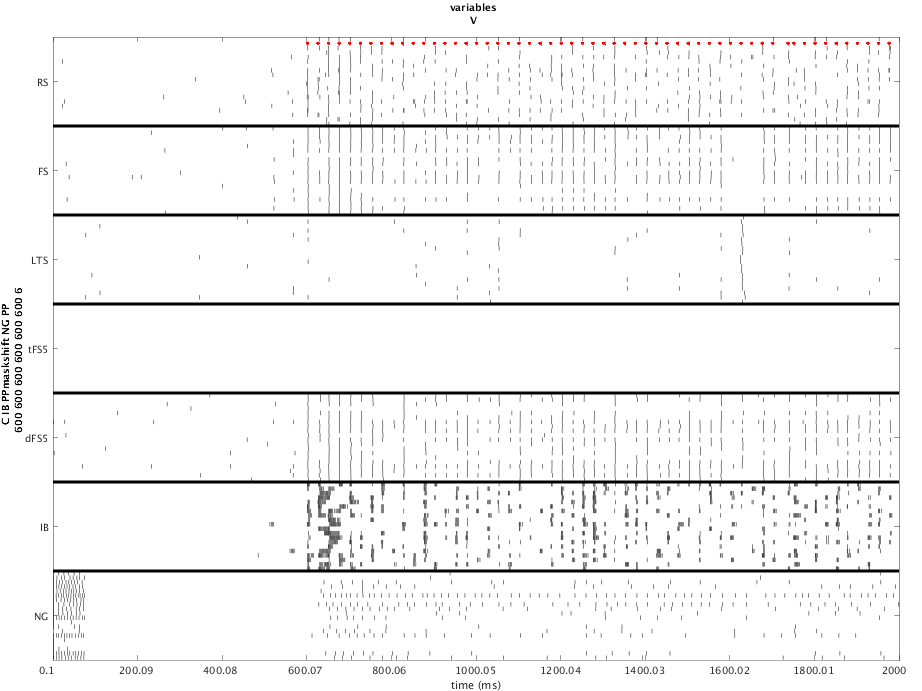 variables
V
RS
FS
LTS
tFS5
dFS5
IB
NG
C IB PPmaskshift NG PP
600 600 600 600 600 600 6
0.1 200.09 400.08 600.07 800.06 1000.05 1200.04 1400.03 1600.02 1800.01 2000
time (ms)